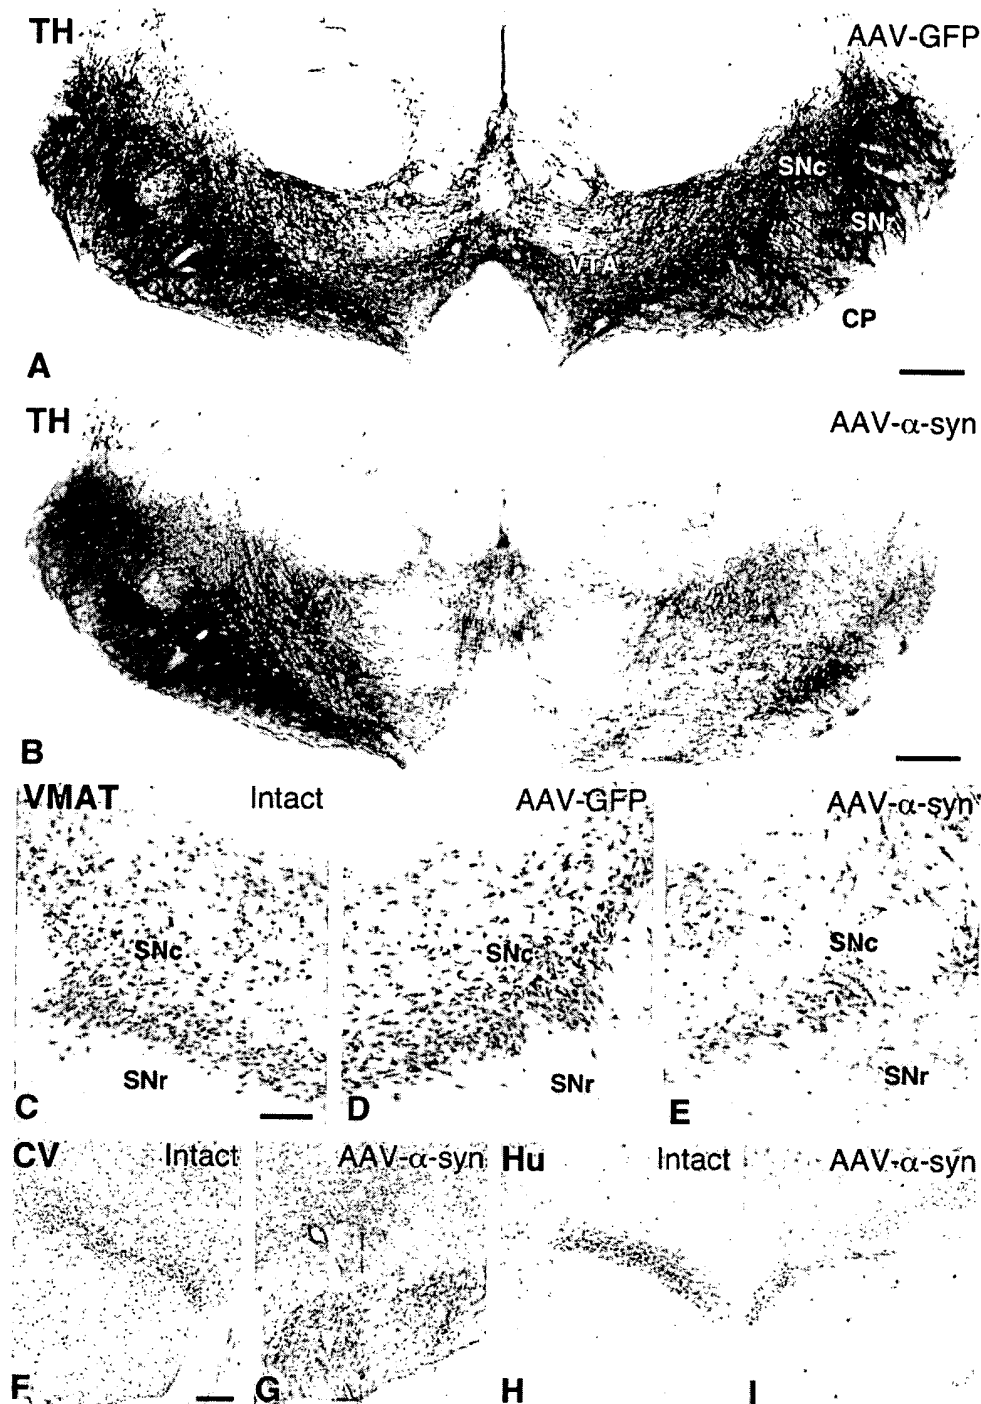 TH AAV-GFP
SNc
SNr
VTA
CP
A
TH AAV-α-syn
B
VMAT Intact AAV-GFP AAV-α-syn
SNc SNc SNc
SNr SNr SNr
C D E
CV Intact AAV-α-syn Hu Intact AAV-α-syn
F G H I